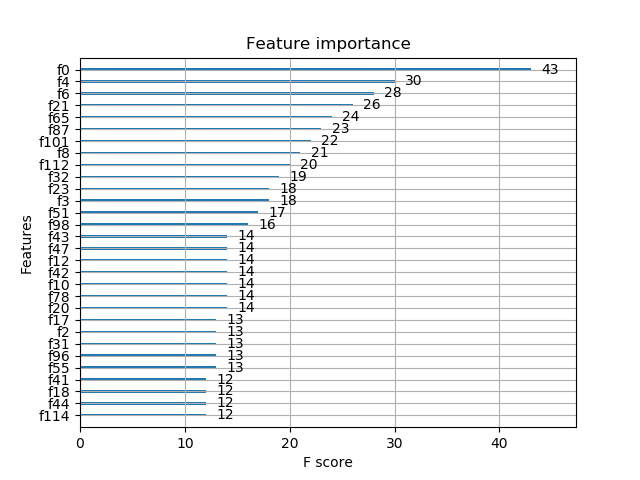 Feature importance
f0 43
f4 30
f6 28
f21 26
f65 24
f87 23
f101 22
f8 21
f112 20
f32 19
f23 18
f3 18
f51 17
f98 16
f43 14
f47 14
f12 14
f42 14
f10 14
f78 14
f20 14
f17 13
f2 13
f31 13
f96 13
f55 13
f41 12
f18 12
f44 12
f114 12
Features
0 10 20 30 40
F score